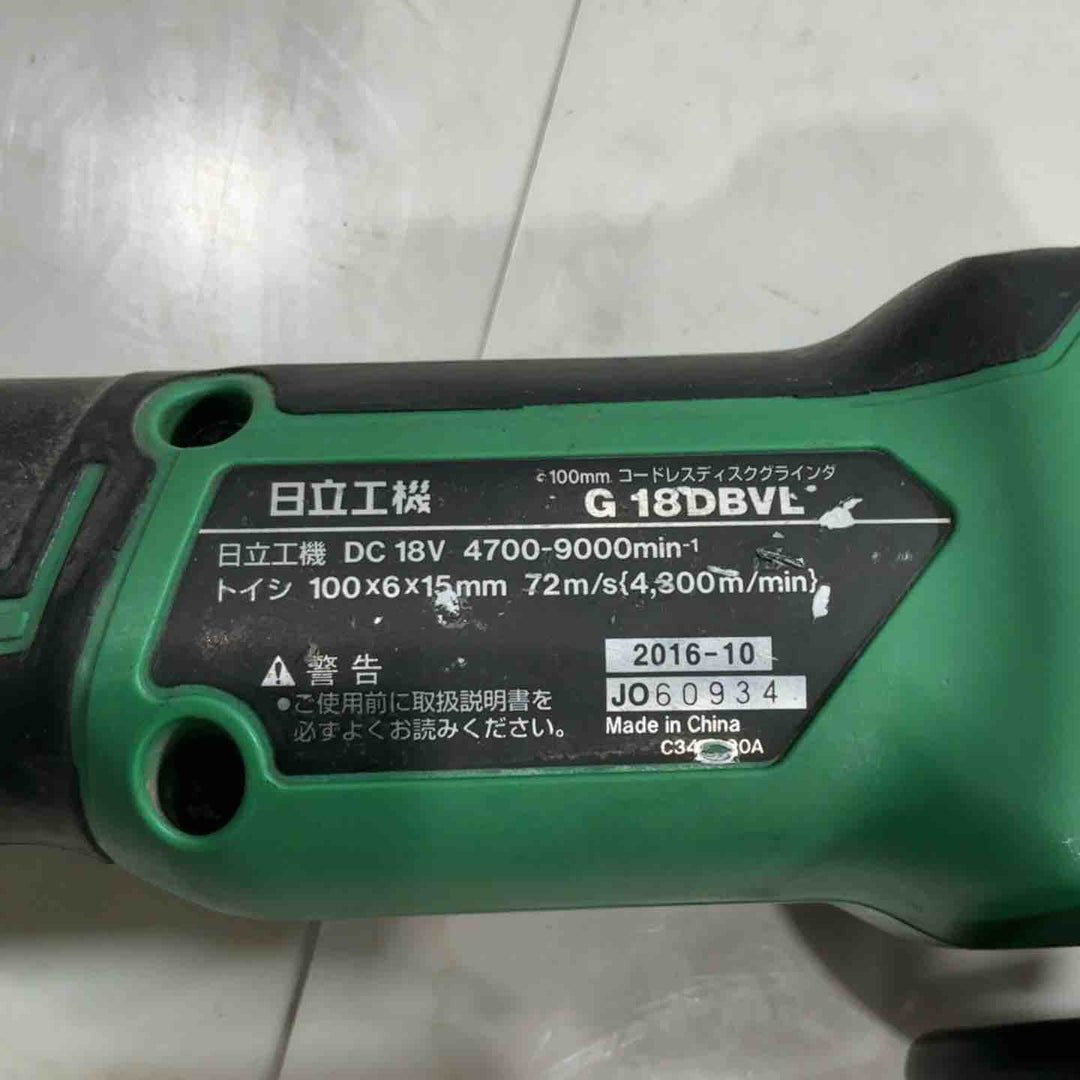 100mm コードレスディスクグラインダ
日立工機 G 18DBVL
日立工機 DC 18V 4700-9000min-1
トイシ 100x6x15mm 72m/s{4,300m/min}
警告
●ご使用前に取扱説明書を
必ずよくお読みください。
2016-10
JO60934
Made in China